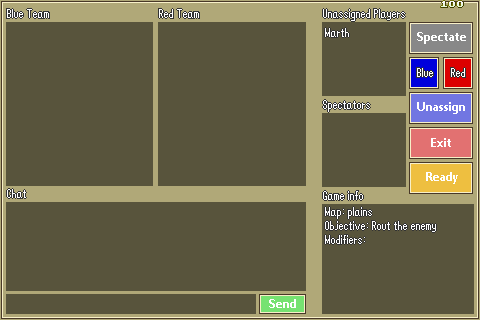 100
Blue Team
Red Team
Unassigned Players
Marth
Spectate
Blue
Red
Spectators
Unassign
Exit
Ready
Chat
Game info
Map: plains
Objective: Rout the enemy
Modifiers:
Send